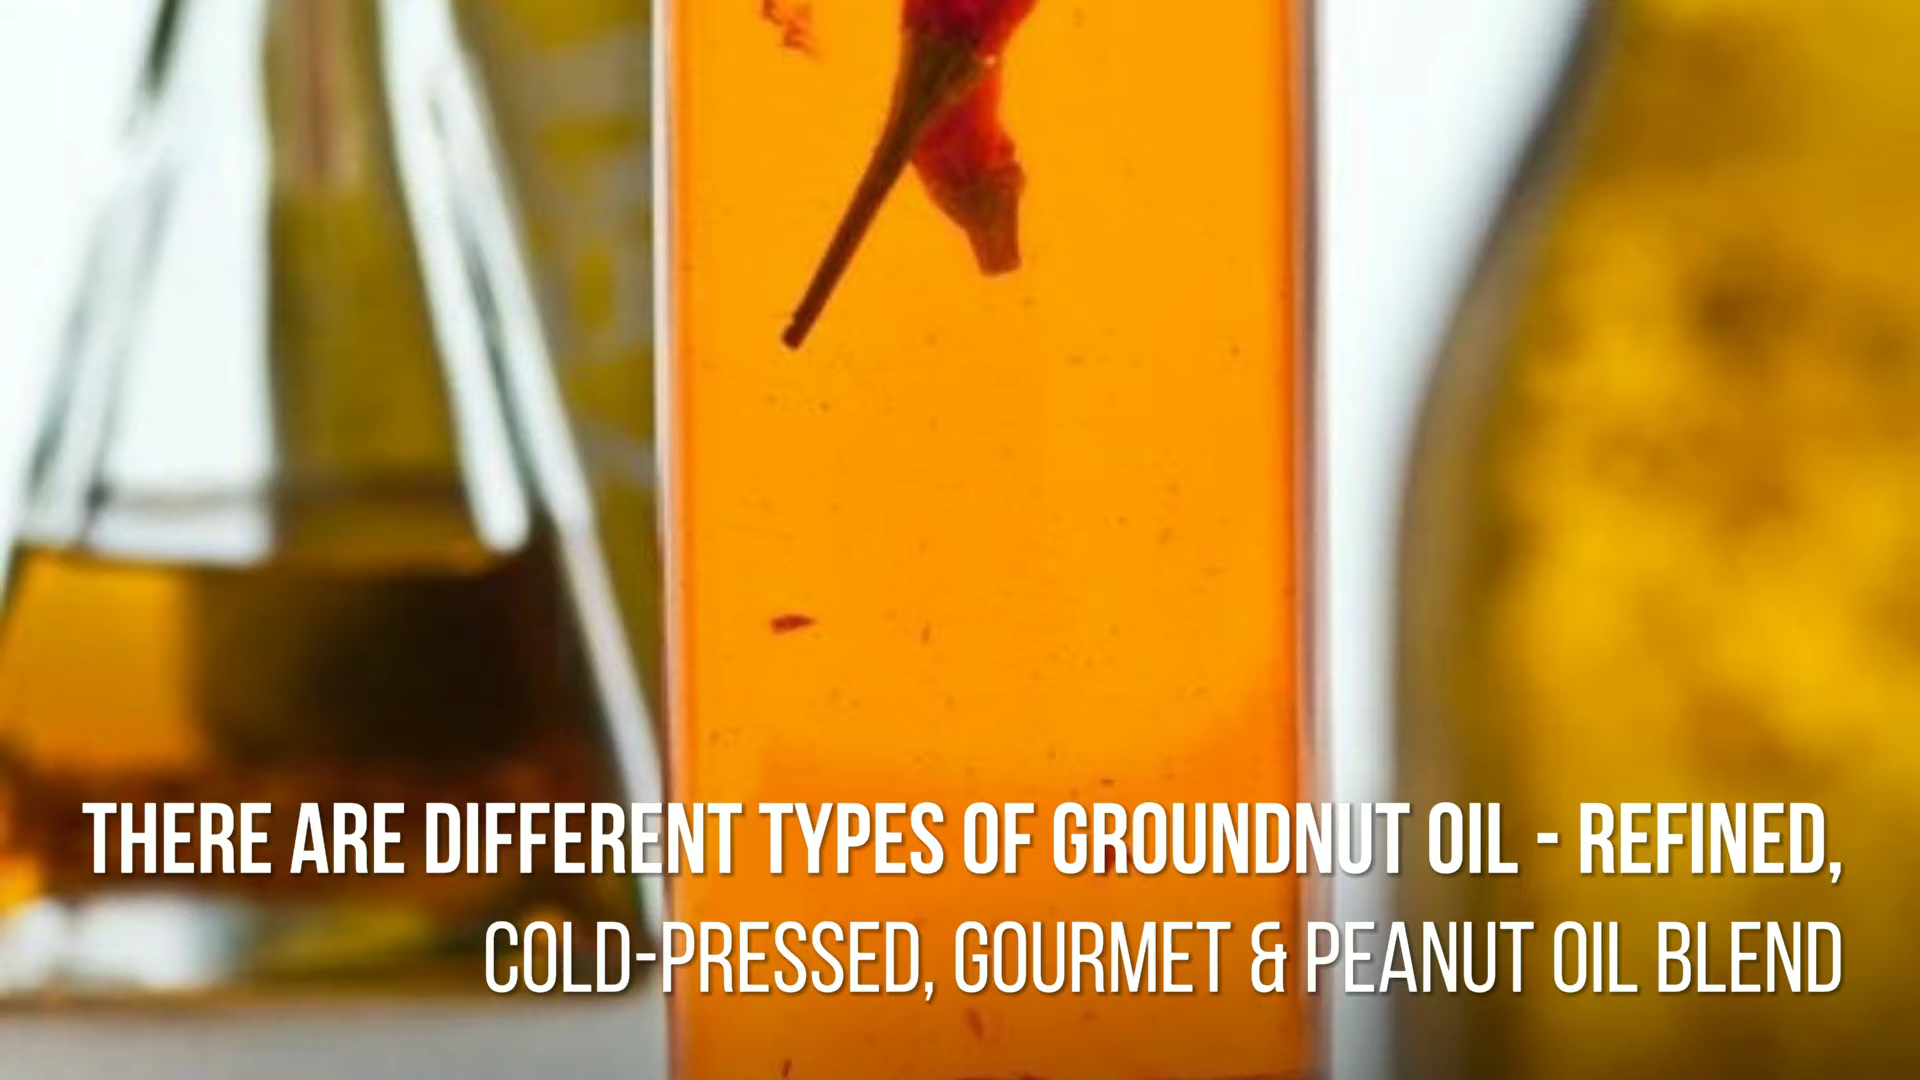 THERE ARE DIFFERENT TYPES OF GROUNDNUT OIL - REFINED,
COLD-PRESSED, GOURMET & PEANUT OIL BLEND